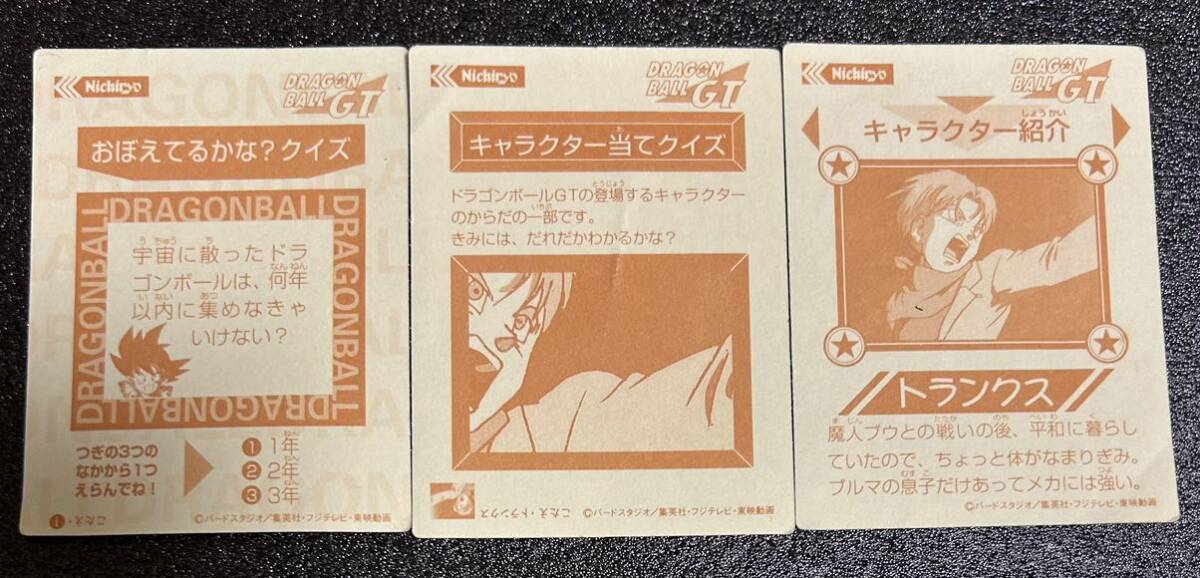 Nichiryo
DRAGON
BALL GT
おぼえてるかな?クイズ
DRAGONBALL
DRAGONBALL
DRAGONBALL
宇宙に散ったドラ
ゴンボールは、何年
以内に集めなきゃ
いけない?
DRAGONBALL
つぎの3つの
なかから1つ
えらんでね!
❶ 1年
❷ 2年
❸ 3年
こたえ・❶
©バードスタジオ/集英社・フジテレビ・東映動画
Nichiryo
DRAGON
BALL GT
キャラクター当てクイズ
ドラゴンボールGTの登場するキャラクター
のからだの一部です。
きみには、だれだかわかるかな?
こたえ・トランクス
©バードスタジオ/集英社・フジテレビ・東映動画
Nichiryo
DRAGON
BALL GT
キャラクター紹介
トランクス
魔人ブウとの戦いの後、平和に暮らし
ていたので、ちょっと体がなまりぎみ。
ブルマの息子だけあってメカには強い。
©バードスタジオ/集英社・フジテレビ・東映動画